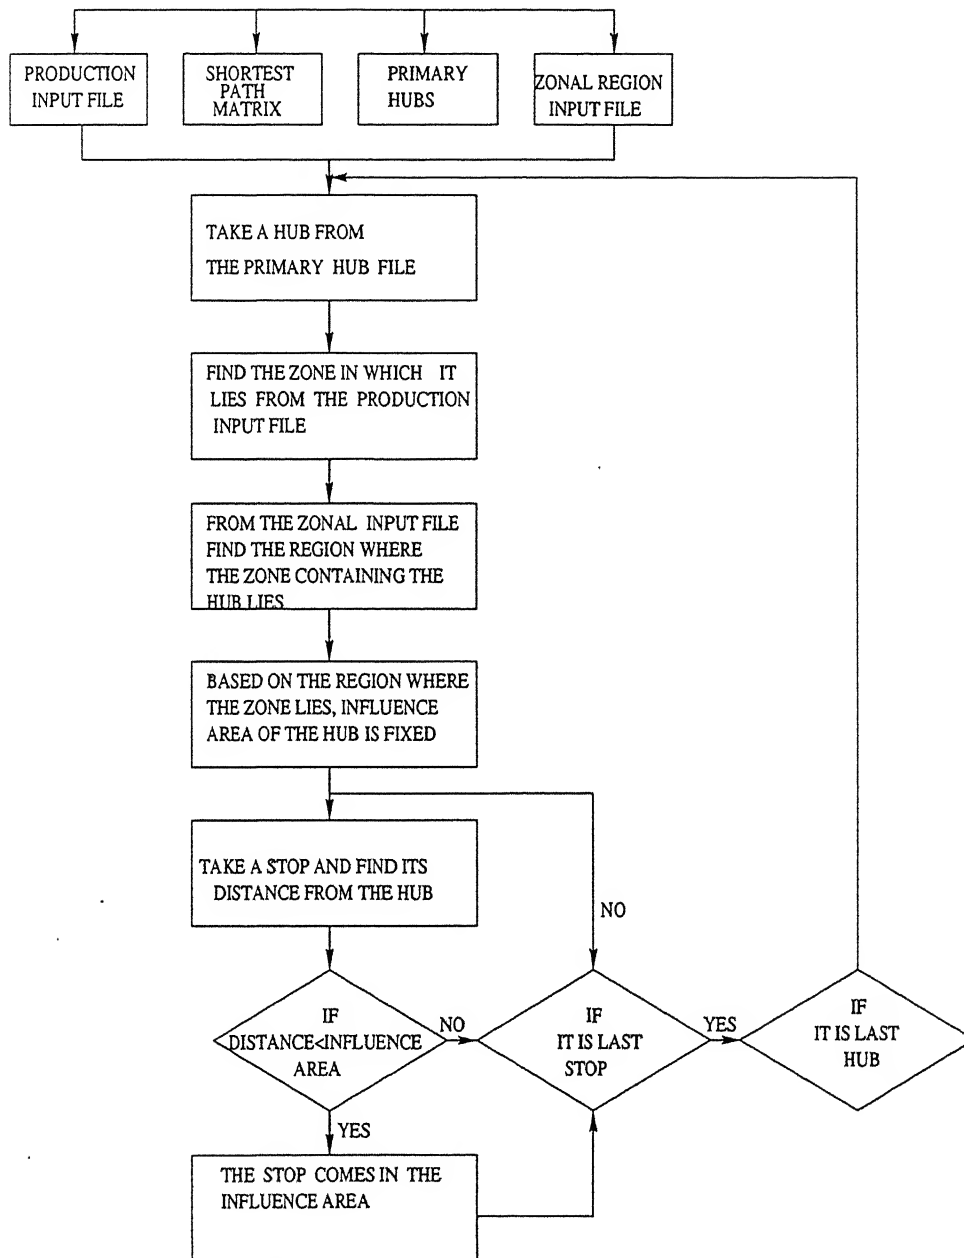 PRODUCTION
INPUT FILE
SHORTEST
PATH
MATRIX
PRIMARY
HUBS
ZONAL REGION
INPUT FILE
TAKE A HUB FROM
THE PRIMARY HUB FILE
FIND THE ZONE IN WHICH IT
LIES FROM THE PRODUCTION
INPUT FILE
FROM THE ZONAL INPUT FILE
FIND THE REGION WHERE
THE ZONE CONTAINING THE
HUB LIES
BASED ON THE REGION WHERE
THE ZONE LIES, INFLUENCE
AREA OF THE HUB IS FIXED
TAKE A STOP AND FIND ITS
DISTANCE FROM THE HUB
NO
IF
DISTANCE<INFLUENCE
AREA
NO
IF
IT IS LAST
STOP
YES
IF
IT IS LAST
HUB
YES
THE STOP COMES IN THE
INFLUENCE AREA